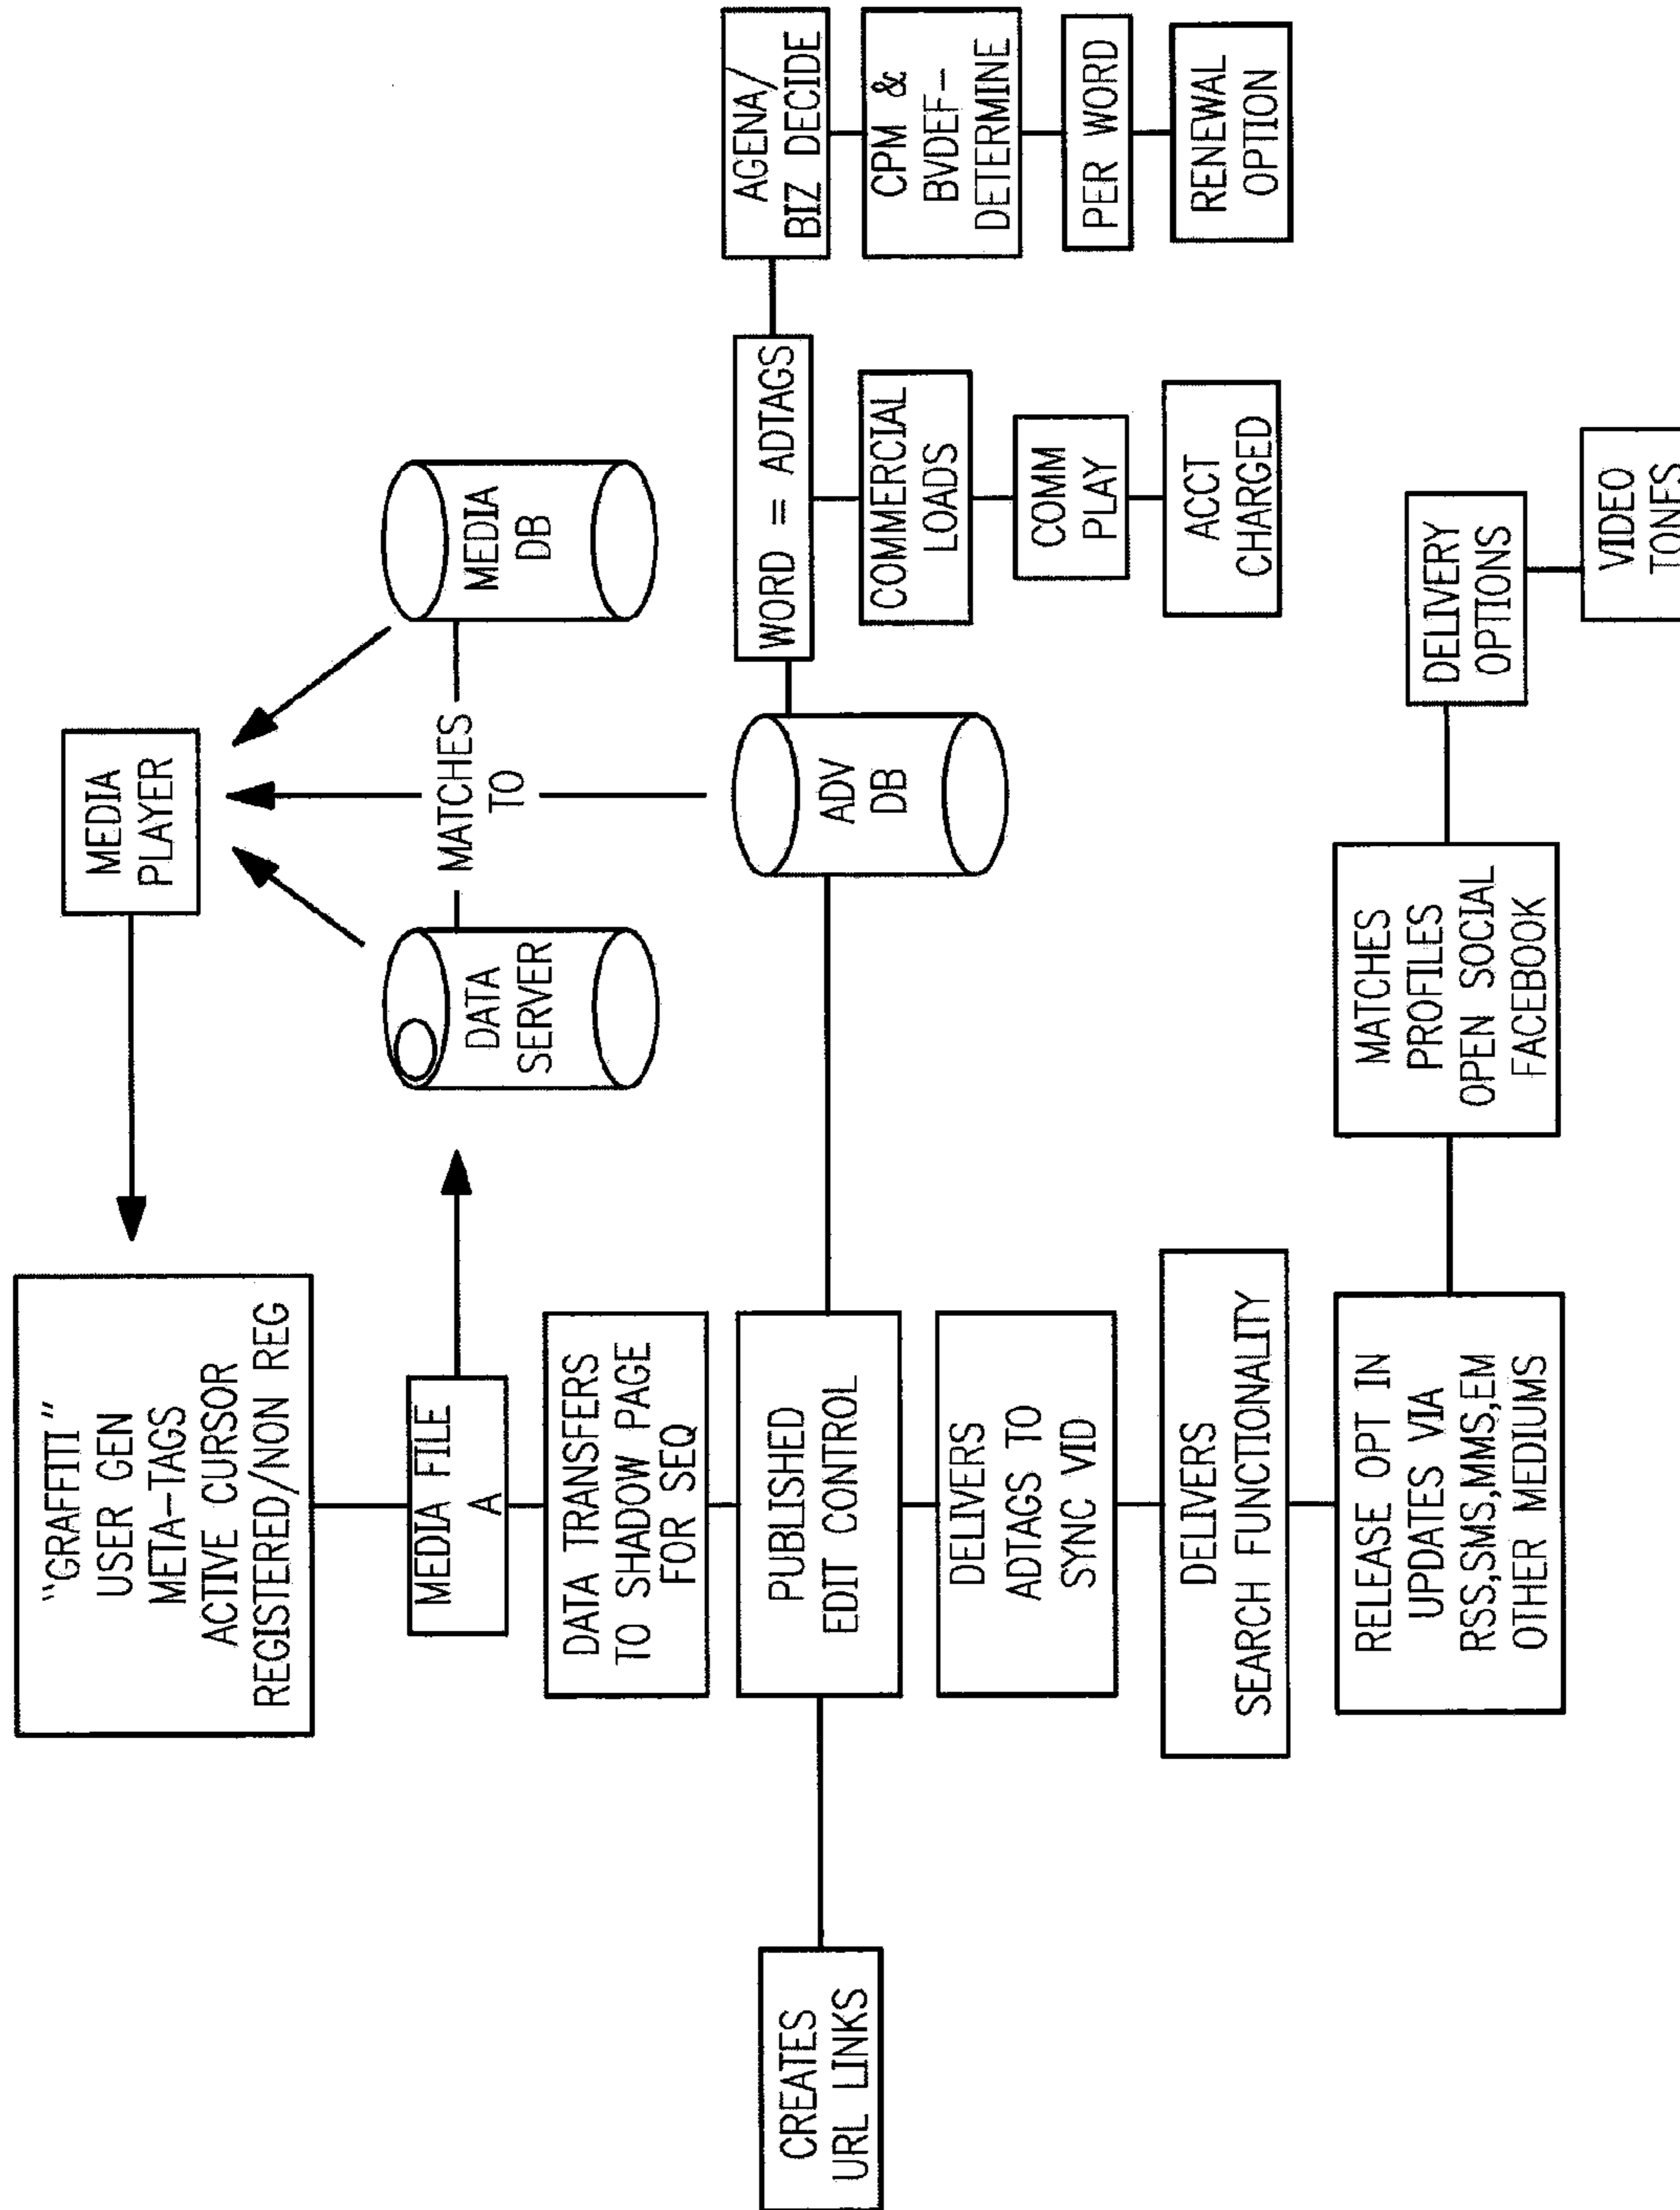 "GRAFFITI"
USER GEN
META-TAGS
ACTIVE CURSOR
REGISTERED/NON REG
MEDIA
PLAYER
MEDIA FILE
A
DATA
SERVER
MATCHES
TO
MEDIA
DB
DATA TRANSFERS
TO SHADOW PAGE
FOR SEQ
CREATES
URL LINKS
PUBLISHED
EDIT CONTROL
ADV
DB
WORD = ADTAGS
AGENA/
BIZ DECIDE
COMMERCIAL
LOADS
CPM &
BVDEF-
DETERMINE
DELIVERS
ADTAGS TO
SYNC VID
COMM
PLAY
PER WORD
DELIVERS
SEARCH FUNCTIONALITY
ACCT
CHARGED
RENEWAL
OPTION
RELEASE OPT IN
UPDATES VIA
RSS,SMS,MMS,EM
OTHER MEDIUMS
MATCHES
PROFILES
OPEN SOCIAL
FACEBOOK
DELIVERY
OPTIONS
VIDEO
TONES